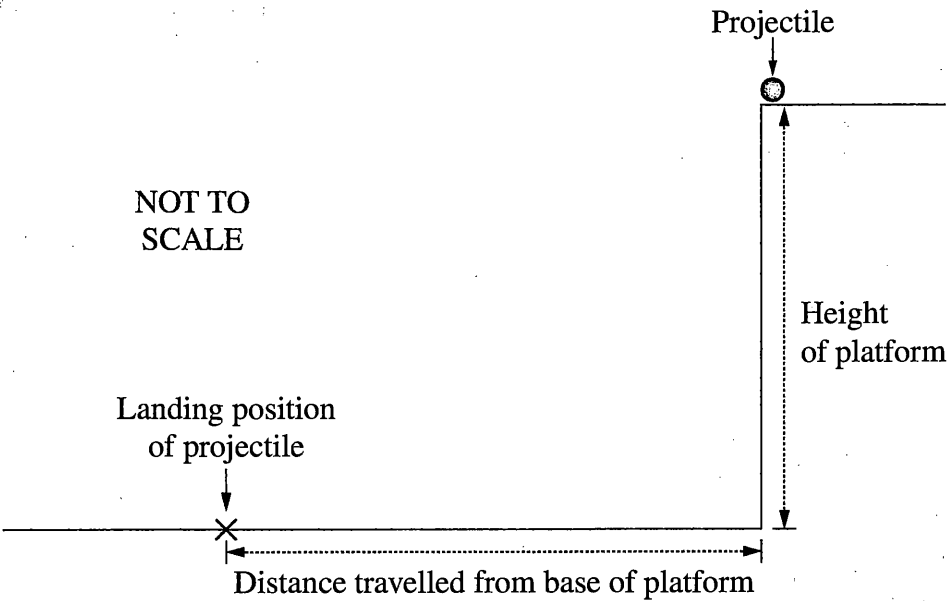 Projectile
NOT TO
SCALE
Height
of platform
Landing position
of projectile
Distance travelled from base of platform